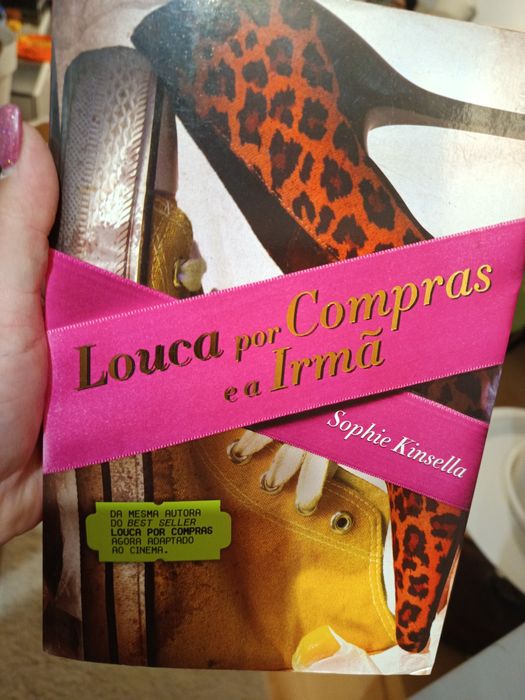 Louca por Compras
e a Irmã
Sophie Kinsella
DA MESMA AUTORA
DO BEST SELLER
LOUCA POR COMPRAS
AGORA ADAPTADO
AO CINEMA.